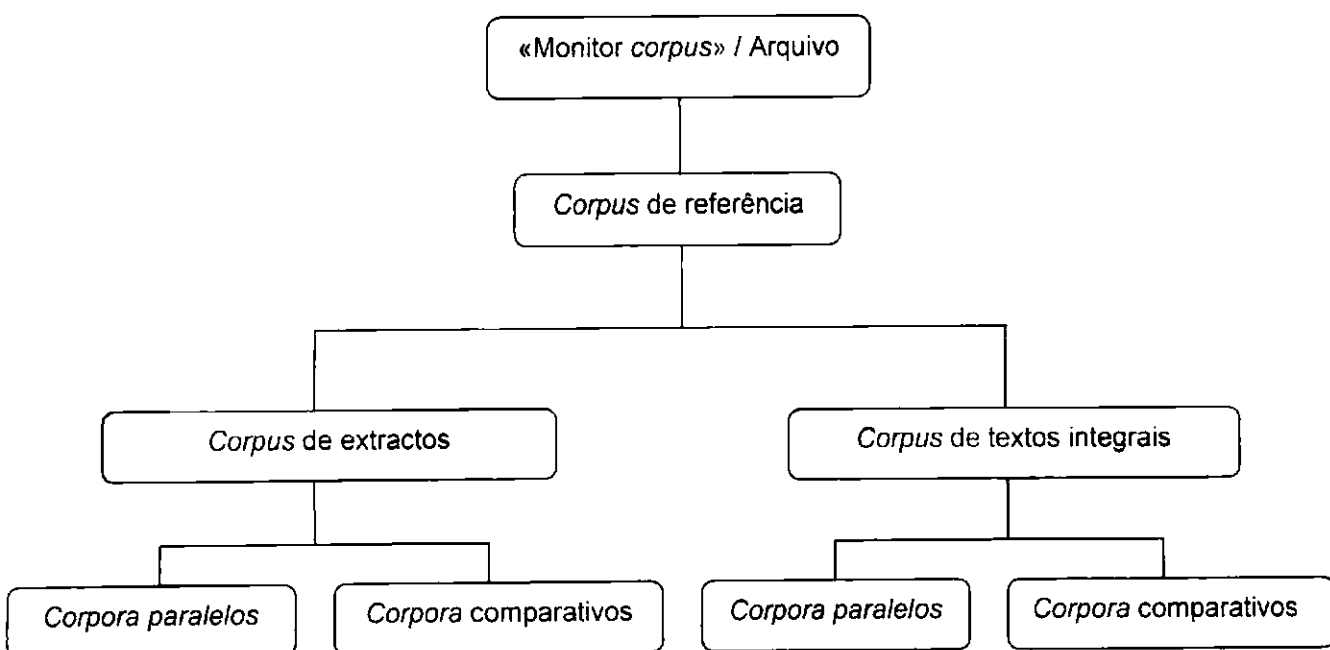 «Monitor corpus» / Arquivo
Corpus de referência
Corpus de extractos
Corpus de textos integrais
Corpora paralelos
Corpora comparativos
Corpora paralelos
Corpora comparativos